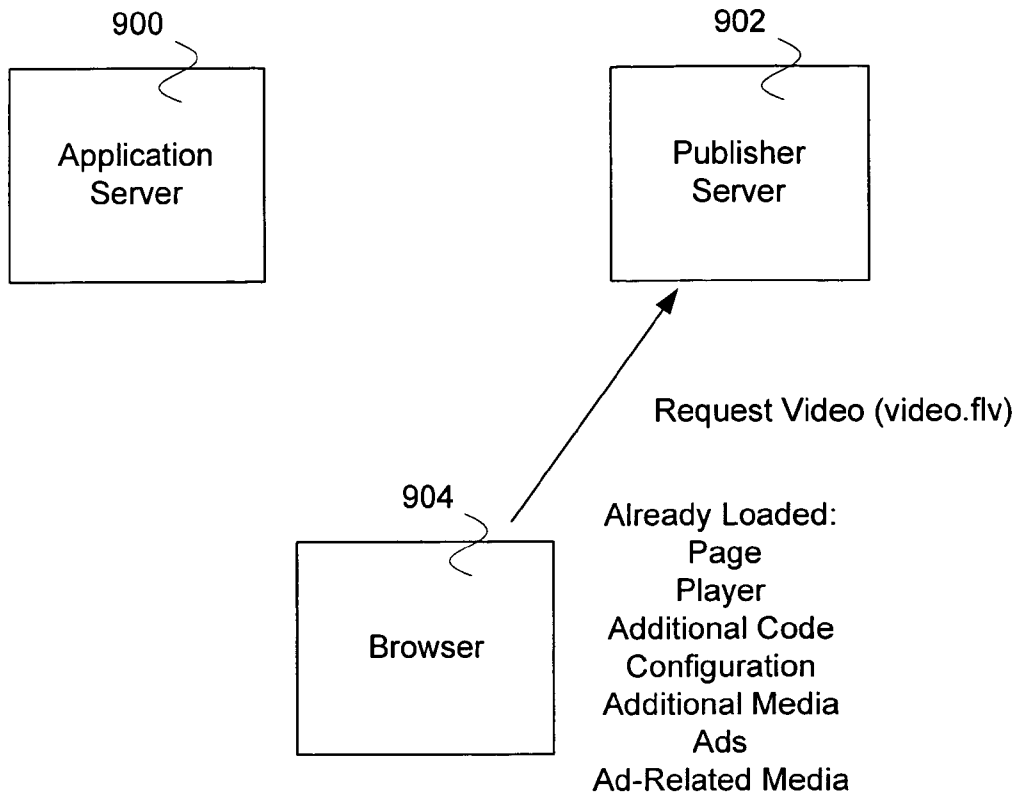 900
902
Application
Server
Publisher
Server
Request Video (video.flv)
904
Browser
Already Loaded:
Page
Player
Additional Code
Configuration
Additional Media
Ads
Ad-Related Media